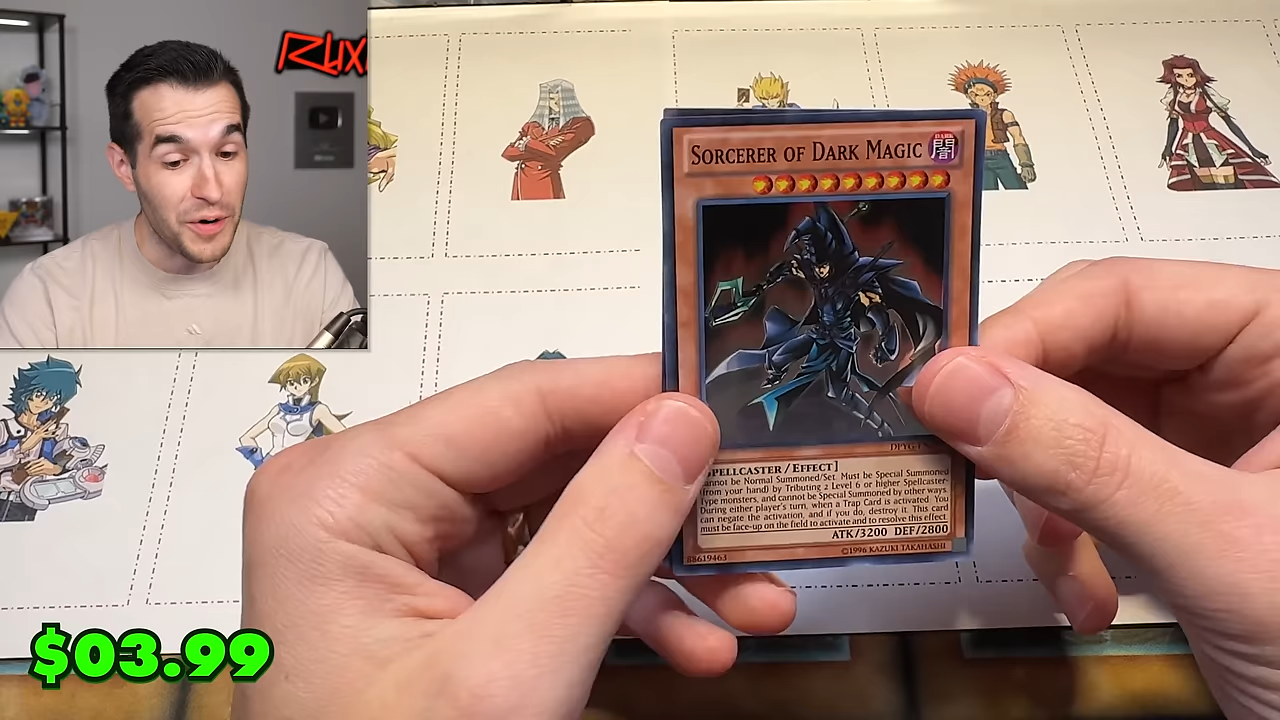 RUX
SORCERER OF DARK MAGIC
DARK
闇
DPYG-
SPELLCASTER / EFFECT]
Cannot be Normal Summoned/Set. Must be Special Summoned
(from your hand) by Tributing 2 Level 6 or higher Spellcaster-
Type monsters, and cannot be Special Summoned by other ways.
During either player's turn, when a Trap Card is activated: You
can negate the activation, and if you do, destroy it. This card
must be face-up on the field to activate and to resolve this effect.
ATK/3200 DEF/2800
88619463
©1996 KAZUKI TAKAHASHI
$03.99